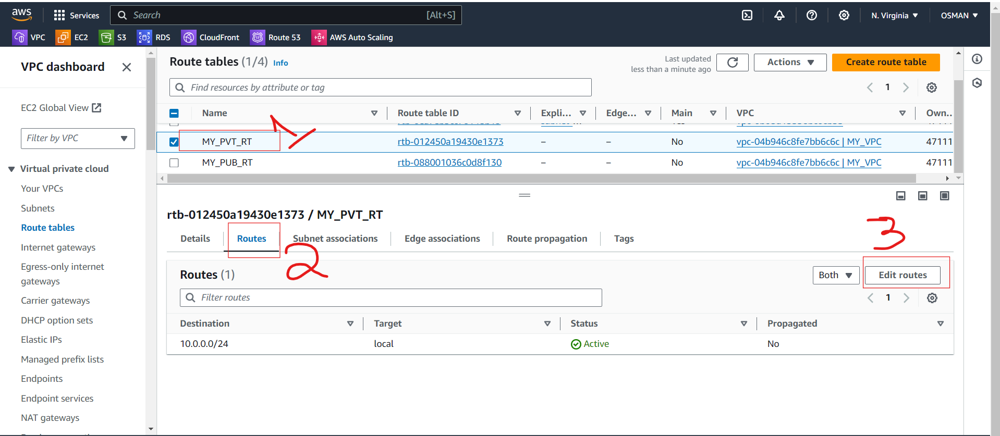 aws Services Search [Alt+S] N. Virginia ▼ OSMAN ▼
VPC EC2 S3 RDS CloudFront Route 53 AWS Auto Scaling
VPC dashboard
EC2 Global View
Filter by VPC
Virtual private cloud
Your VPCs
Subnets
Route tables
Internet gateways
Egress-only internet
gateways
Carrier gateways
DHCP option sets
Elastic IPs
Managed prefix lists
Endpoints
Endpoint services
NAT gateways
Route tables (1/4) Info
Last updated
less than a minute ago
Actions ▼
Create route table
Find resources by attribute or tag
1
Name Route table ID Expli... Edge... Main VPC Own..
MY_PVT_RT rtb-012450a19430e1373 – – No vpc-04b946c8fe7bb6c6c | MY_VPC 47111
MY_PUB_RT rtb-088001036c0d8f130 – – No vpc-04b946c8fe7bb6c6c | MY_VPC 47111
rtb-012450a19430e1373 / MY_PVT_RT
3
Details Routes Subnet associations Edge associations Route propagation Tags
2
Routes (1) Both ▼ Edit routes
Filter routes
1
Destination Target Status Propagated
10.0.0.0/24 local Active No